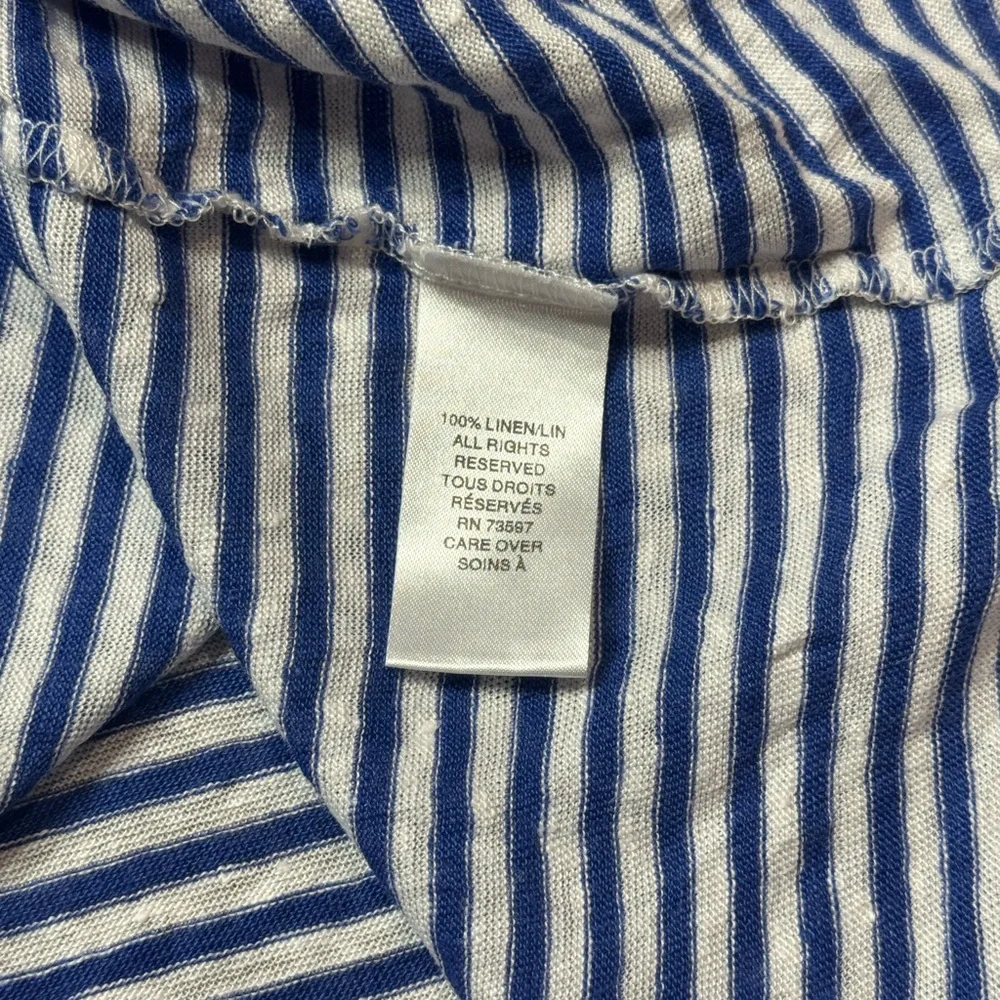 100% LINEN/LIN
ALL RIGHTS
RESERVED
TOUS DROITS
RÉSERVÉS
RN 73597
CARE OVER
SOINS À